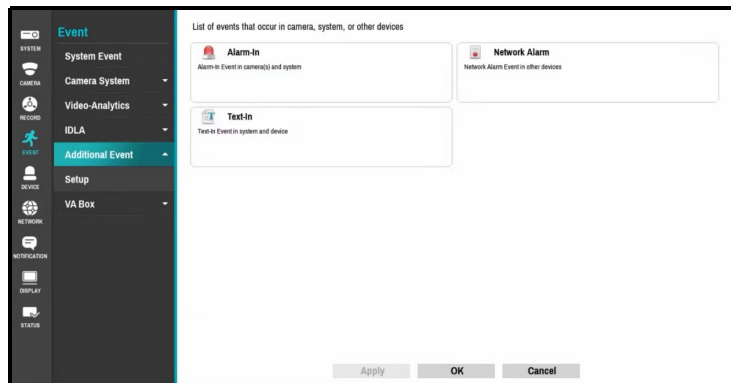 SYSTEM
CAMERA
RECORD
EVENT
DEVICE
NETWORK
NOTIFICATION
DISPLAY
STATUS
Event
System Event
Camera System
Video-Analytics
IDLA
Additional Event
Setup
VA Box
List of events that occur in camera, system, or other devices
Alarm-In
Alarm-In Event in camera(s) and system
Network Alarm
Network Alarm Event in other devices
Text-In
Text-In Event in system and device
Apply
OK
Cancel